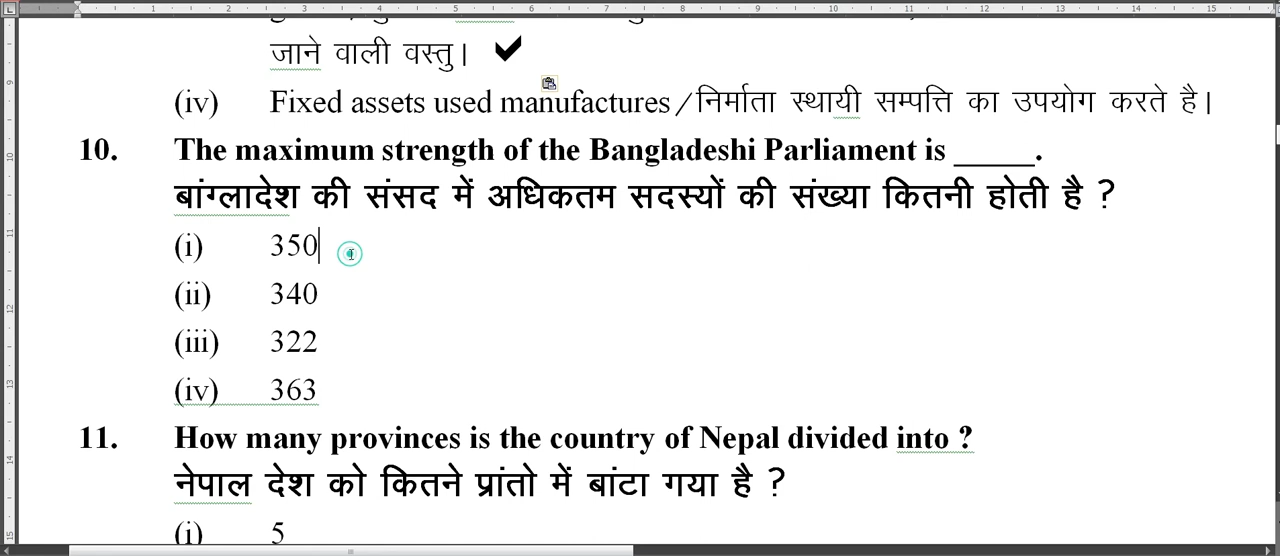 जाने वाली वस्तु। ✔
(iv) Fixed assets used manufactures/निर्माता स्थायी सम्पत्ति का उपयोग करते है।
10. The maximum strength of the Bangladeshi Parliament is _____.
बांग्लादेश की संसद में अधिकतम सदस्यों की संख्या कितनी होती है ?
(i) 350
(ii) 340
(iii) 322
(iv) 363
11. How many provinces is the country of Nepal divided into ?
नेपाल देश को कितने प्रांतो में बांटा गया है ?
(i) 5